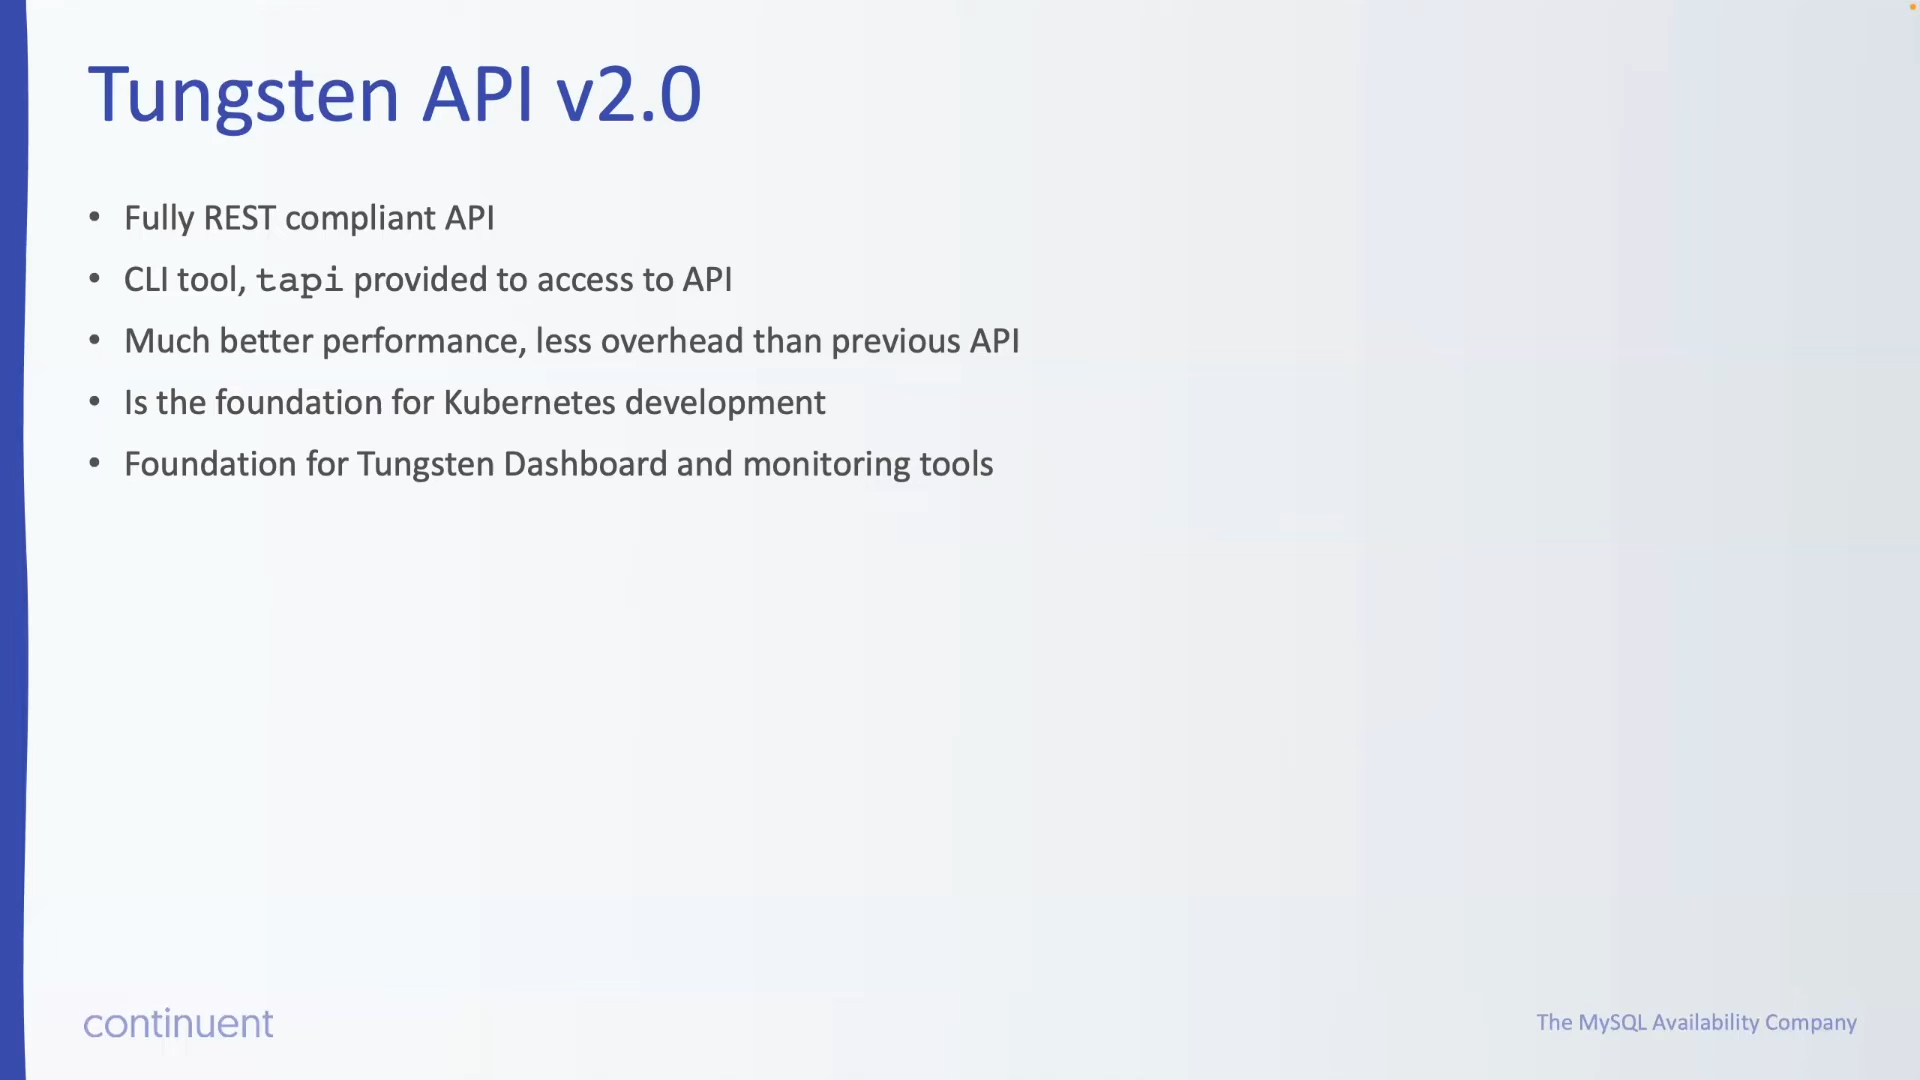 Tungsten API v2.0
• Fully REST compliant API
• CLI tool, tapi provided to access to API
• Much better performance, less overhead than previous API
• Is the foundation for Kubernetes development
• Foundation for Tungsten Dashboard and monitoring tools
continuent
The MySQL Availability Company